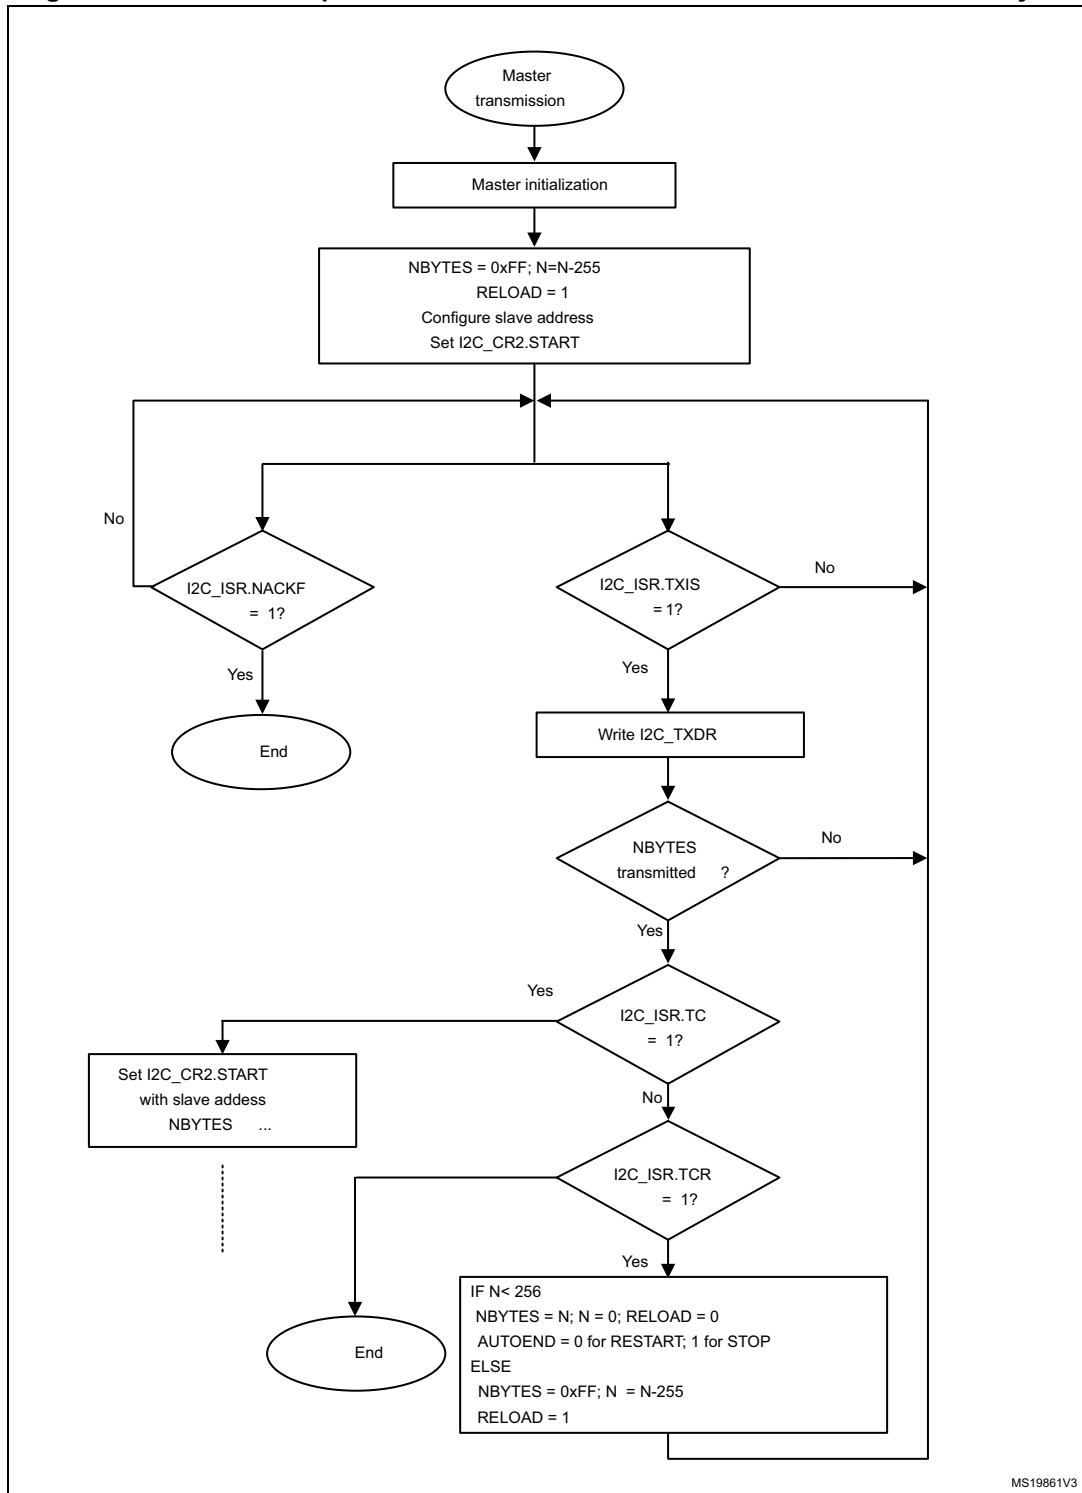 Master
transmission
Master initialization
NBYTES = 0xFF; N=N-255
RELOAD = 1
Configure slave address
Set I2C_CR2.START
No
I2C_ISR.NACKF
= 1?
Yes
End
I2C_ISR.TXIS
=1?
No
Yes
Write I2C_TXDR
NBYTES
transmitted ?
No
Yes
I2C_ISR.TC
= 1?
Yes
Set I2C_CR2.START
with slave addess
NBYTES ...
No
I2C_ISR.TCR
= 1?
Yes
End
IF N< 256
NBYTES = N; N = 0; RELOAD = 0
AUTOEND = 0 for RESTART; 1 for STOP
ELSE
NBYTES = 0xFF; N = N-255
RELOAD = 1
MS19861V3